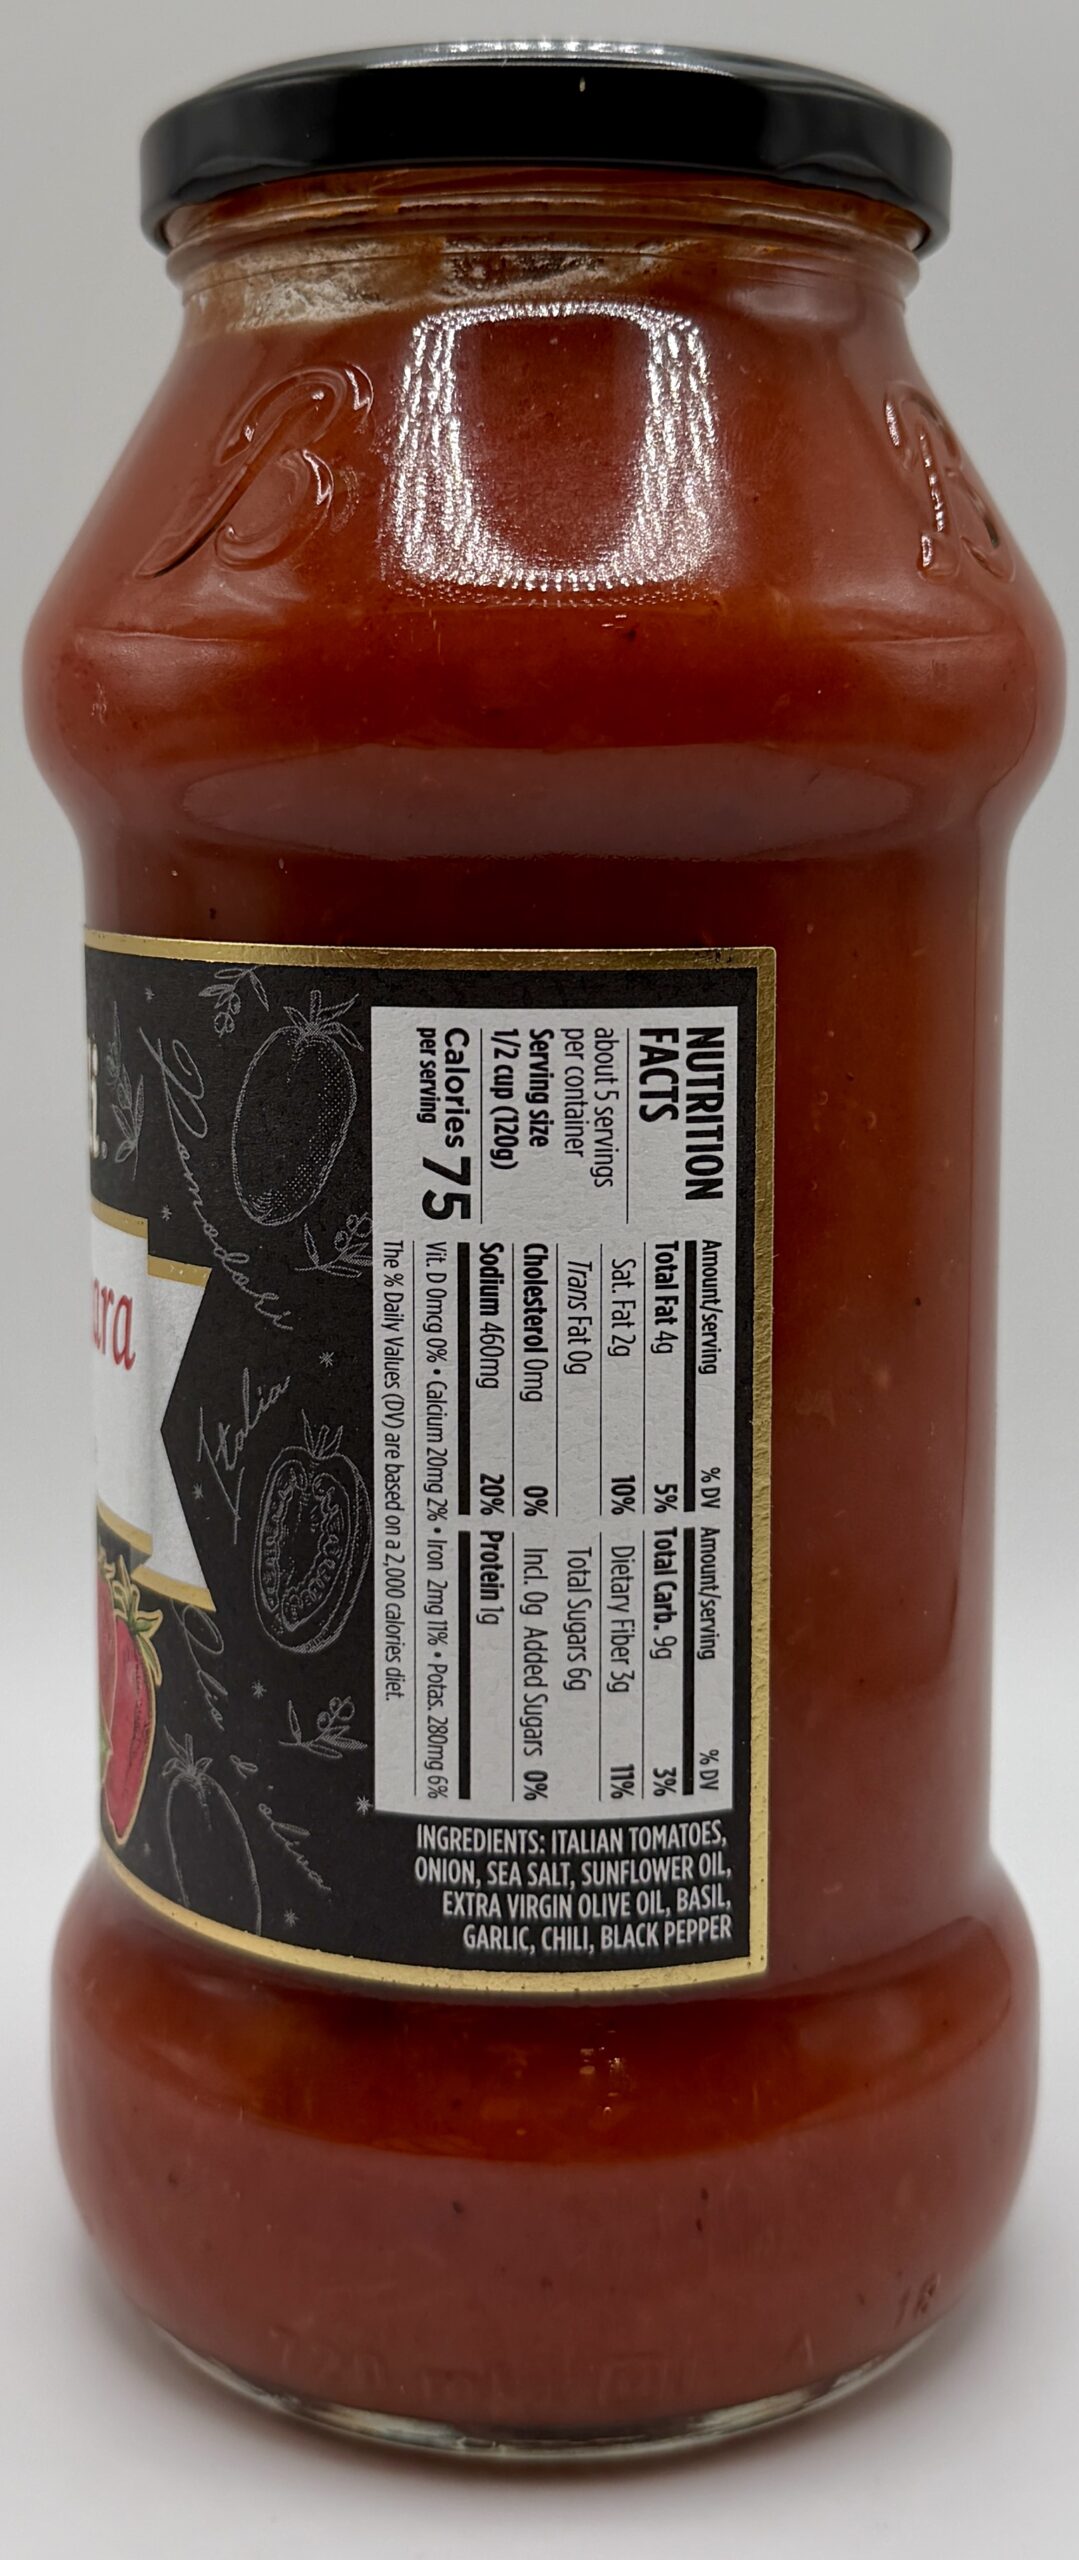 B
B
i.
ara
Pomodori
Italia
Olio d'oliva
NUTRITION
FACTS
about 5 servings
per container
Serving size
1/2 cup (120g)
Calories 75
per serving
Amount/serving % DV
Total Fat 4g 5%
Sat. Fat 2g 10%
Trans Fat 0g
Cholesterol 0mg 0%
Sodium 460mg 20%
Amount/serving % DV
Total Carb. 9g 3%
Dietary Fiber 3g 11%
Total Sugars 6g
Incl. 0g Added Sugars 0%
Protein 1g
Vit. D 0mcg 0% • Calcium 20mg 2% • Iron 2mg 11% • Potas. 280mg 6%
The % Daily Values (DV) are based on a 2,000 calories diet.
INGREDIENTS: ITALIAN TOMATOES,
ONION, SEA SALT, SUNFLOWER OIL,
EXTRA VIRGIN OLIVE OIL, BASIL,
GARLIC, CHILI, BLACK PEPPER